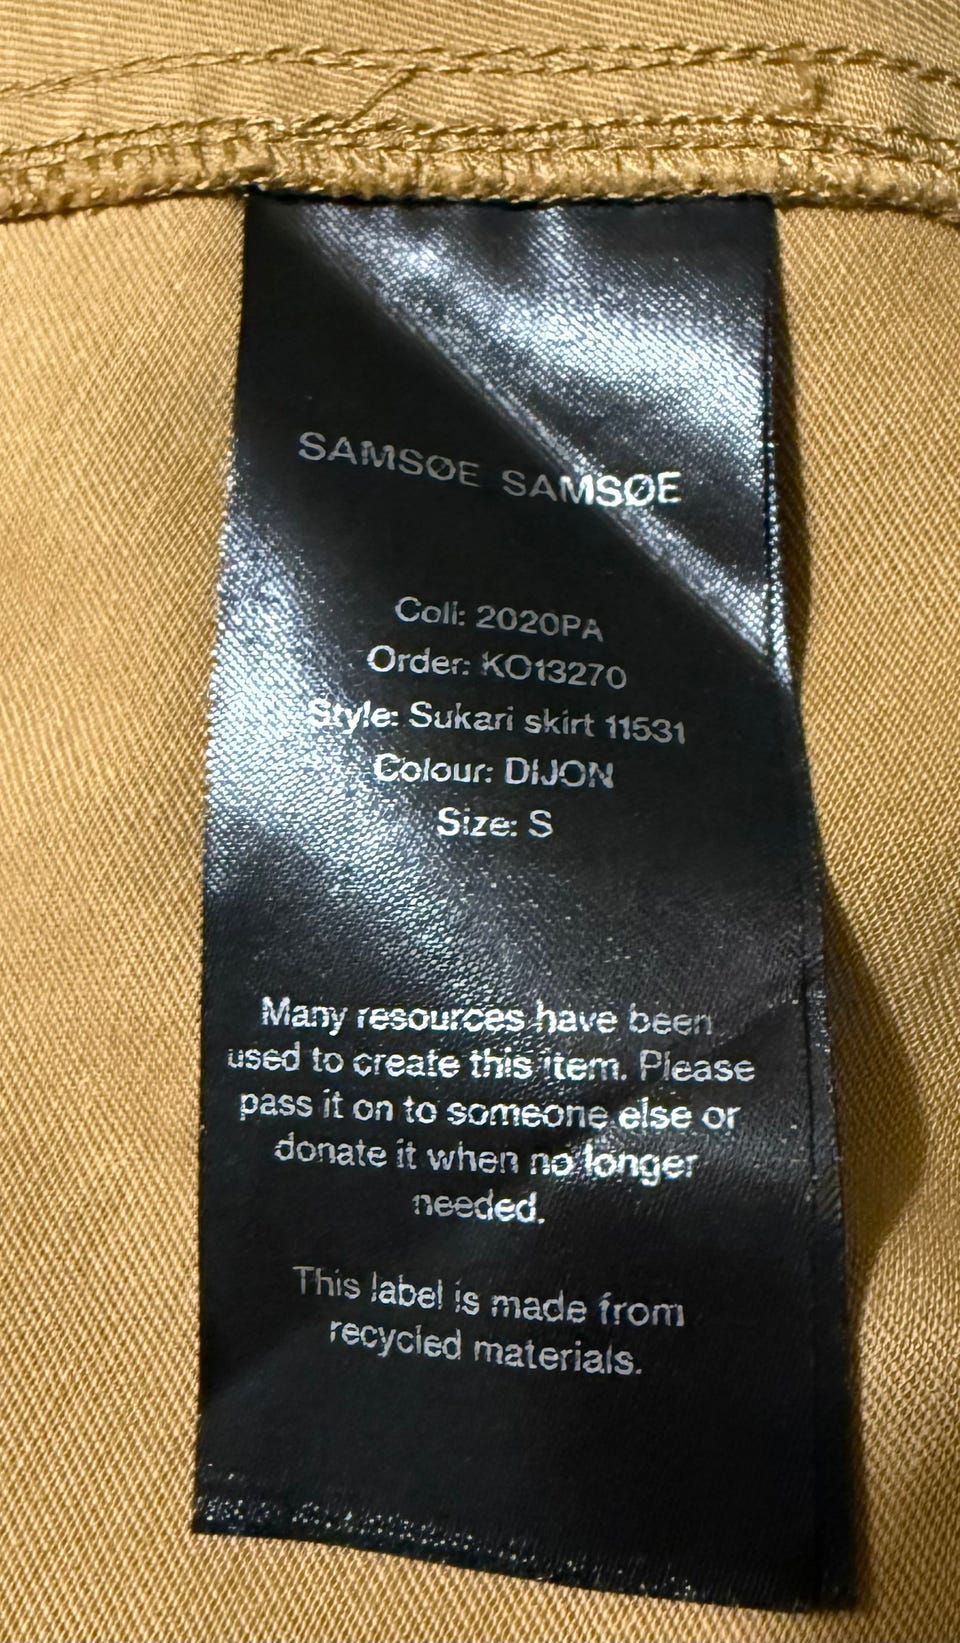 SAMSØE SAMSØE
Coll: 2020PA
Order: KO13270
Style: Sukari skirt 11531
Colour: DIJON
Size: S
Many resources have been
used to create this item. Please
pass it on to someone else or
donate it when no longer
needed.
This label is made from
recycled materials.